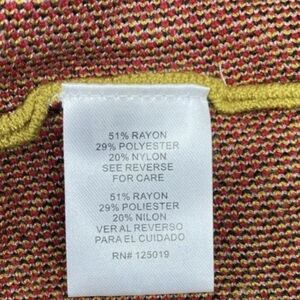 51% RAYON
29% POLYESTER
20% NYLON
SEE REVERSE
FOR CARE
51% RAYON
29% POLIESTER
20% NILON
VER AL REVERSO
PARA EL CUIDADO
RN# 125019